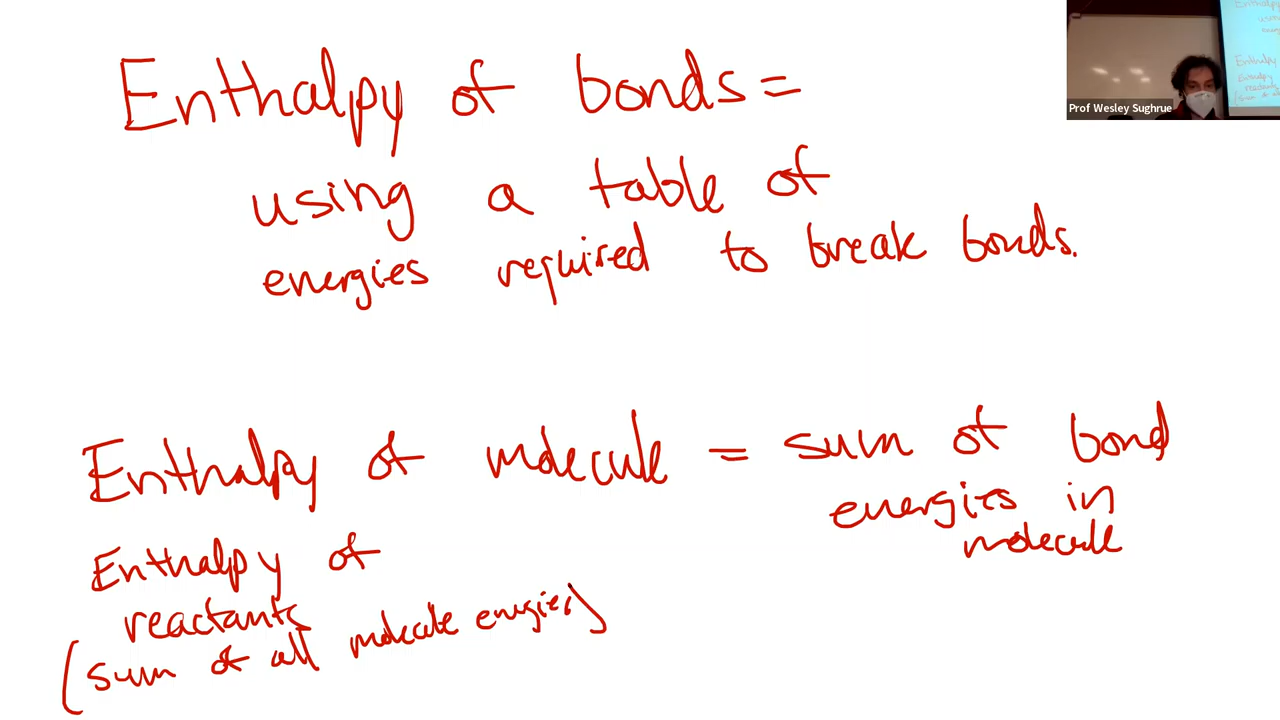 Enthalpy of bonds =
using a table of
energies required to break bonds.
Enthalpy of molecule = sum of bond
energies in
molecule
Enthalpy of
reactants
(sum of all molecule energies)
Prof Wesley Sughrue
Enthalpy